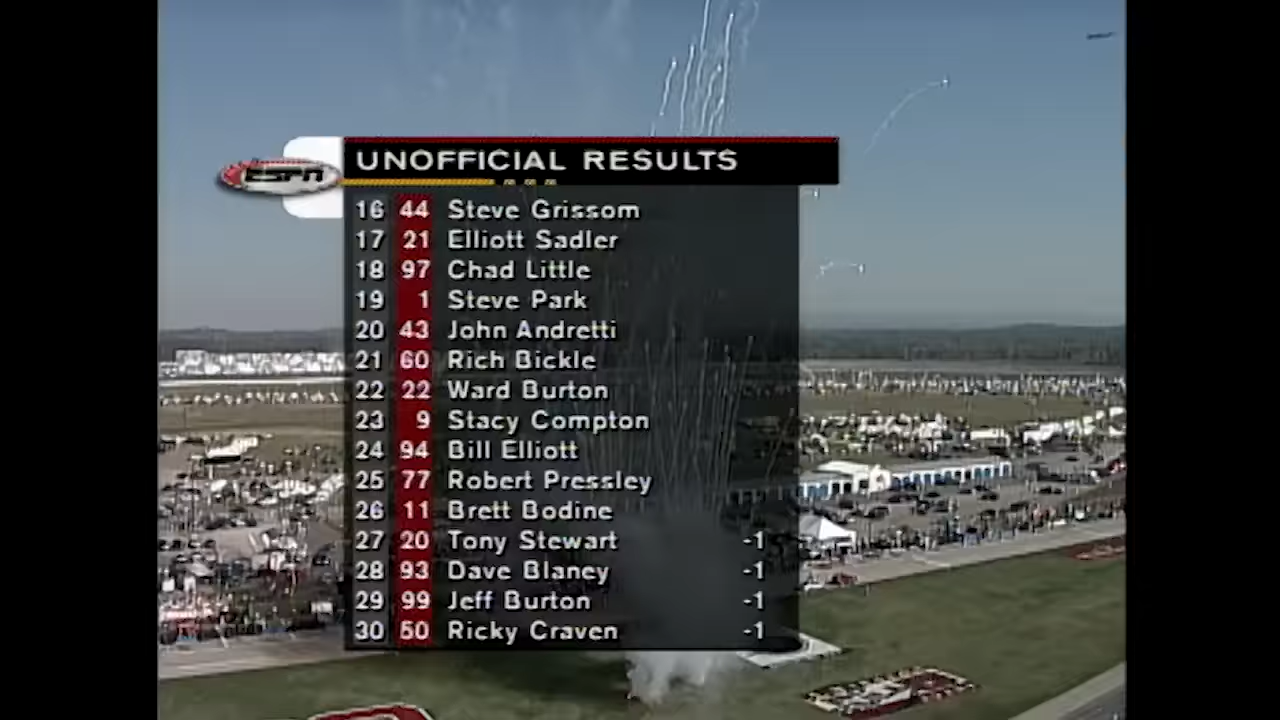 ESPN
UNOFFICIAL RESULTS
16 44 Steve Grissom
17 21 Elliott Sadler
18 97 Chad Little
19 1 Steve Park
20 43 John Andretti
21 60 Rich Bickle
22 22 Ward Burton
23 9 Stacy Compton
24 94 Bill Elliott
25 77 Robert Pressley
26 11 Brett Bodine
27 20 Tony Stewart -1
28 93 Dave Blaney -1
29 99 Jeff Burton -1
30 50 Ricky Craven -1